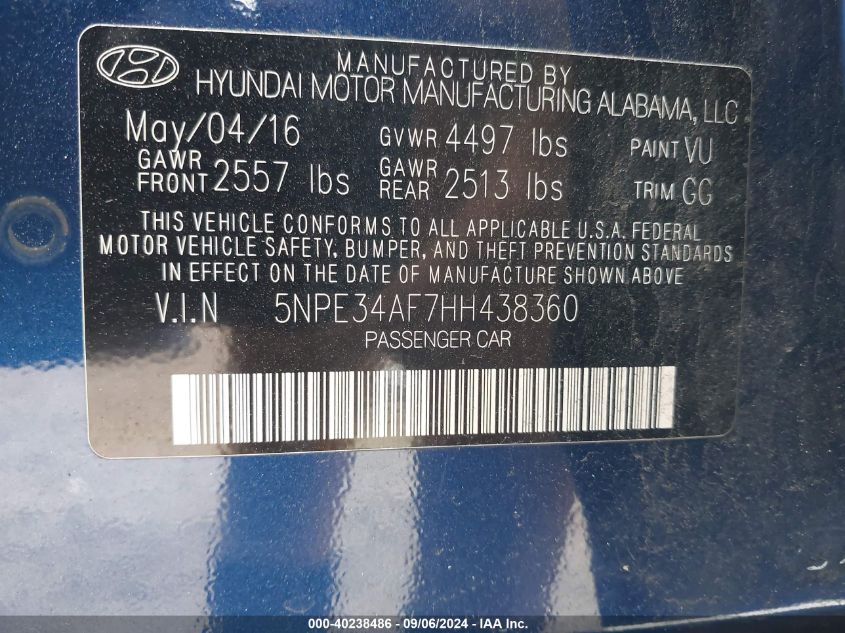 MANUFACTURED BY
HYUNDAI MOTOR MANUFACTURING ALABAMA, LLC
May/04/16 GVWR 4497 lbs PAINT VU
GAWR FRONT 2557 lbs GAWR REAR 2513 lbs TRIM GG
THIS VEHICLE CONFORMS TO ALL APPLICABLE U.S.A. FEDERAL
MOTOR VEHICLE SAFETY, BUMPER, AND THEFT PREVENTION STANDARDS
IN EFFECT ON THE DATE OF MANUFACTURE SHOWN ABOVE
V.I.N 5NPE34AF7HH438360
PASSENGER CAR
000-40238486 - 09/06/2024 - IAA, Inc.